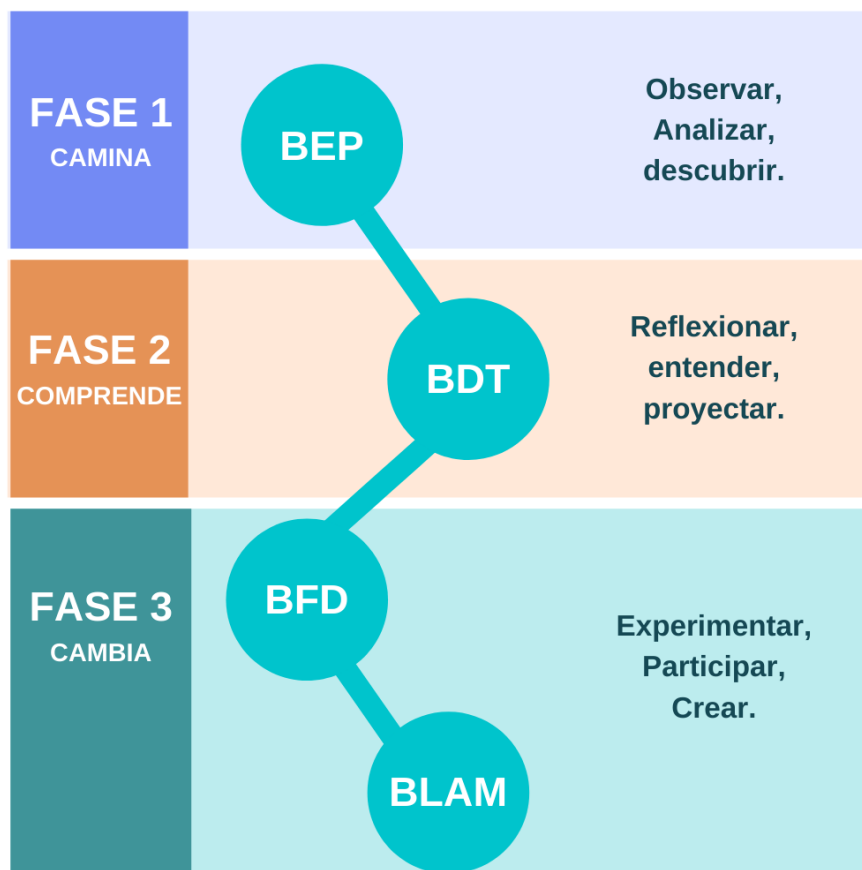 FASE 1
CAMINA
BEP
Observar,
Analizar,
descubrir.
FASE 2
COMPRENDE
BDT
Reflexionar,
entender,
proyectar.
FASE 3
CAMBIA
BFD
Experimentar,
Participar,
Crear.
BLAM